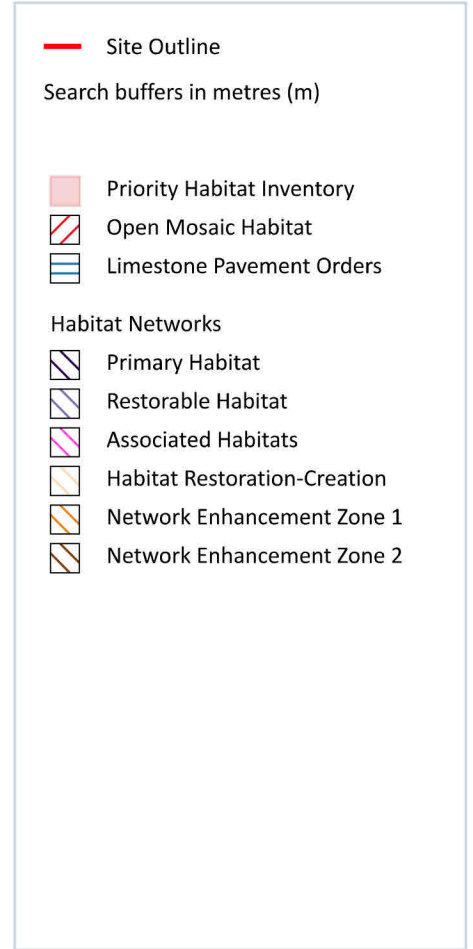 Site Outline
Search buffers in metres (m)
Priority Habitat Inventory
Open Mosaic Habitat
Limestone Pavement Orders
Habitat Networks
Primary Habitat
Restorable Habitat
Associated Habitats
Habitat Restoration-Creation
Network Enhancement Zone 1
Network Enhancement Zone 2